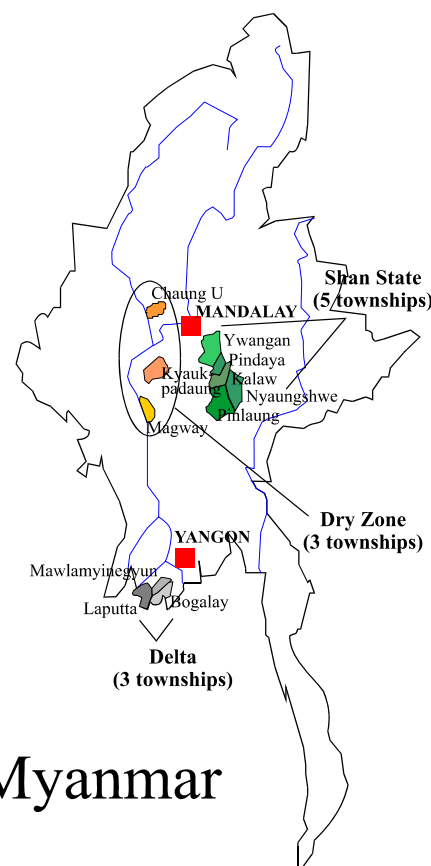 Shan State
(5 townships)
Chaung U
MANDALAY
Ywangan
Pindaya
Kalaw
Kyauk-
padaung
Nyaungshwe
Pinlaung
Magway
Dry Zone
(3 townships)
YANGON
Mawlamyinegyun
Laputta
Bogalay
Delta
(3 townships)
Myanmar